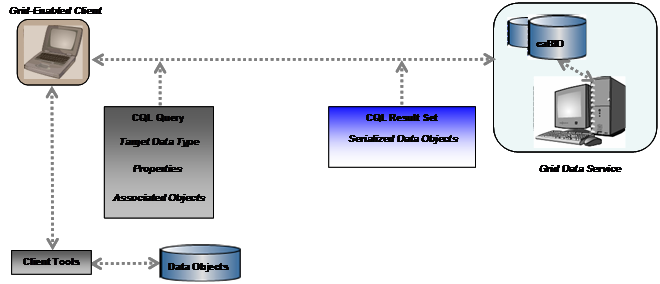 Grid-Enabled Client
caBIO
CQL Query
Target Data Type
Properties
Associated Objects
CQL Result Set
Serialized Data Objects
Grid Data Service
Client Tools
Data Objects